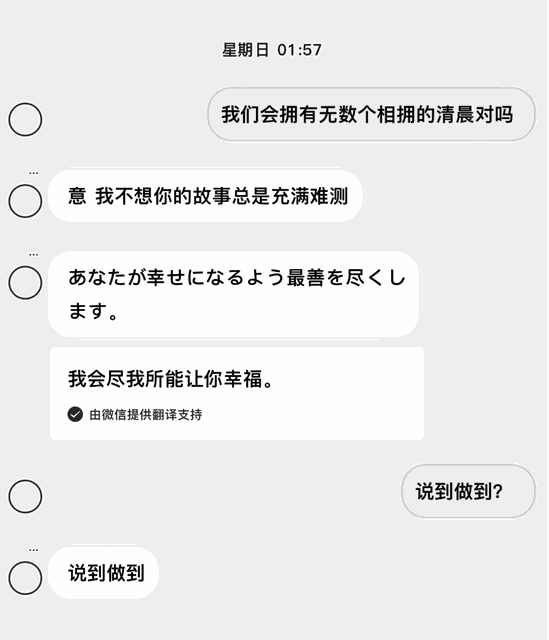 星期日 01:57
我们会拥有无数个相拥的清晨对吗
...
意 我不想你的故事总是充满难测
...
あなたが幸せになるよう最善を尽くし
ます。
我会尽我所能让你幸福。
由微信提供翻译支持
说到做到?
...
说到做到